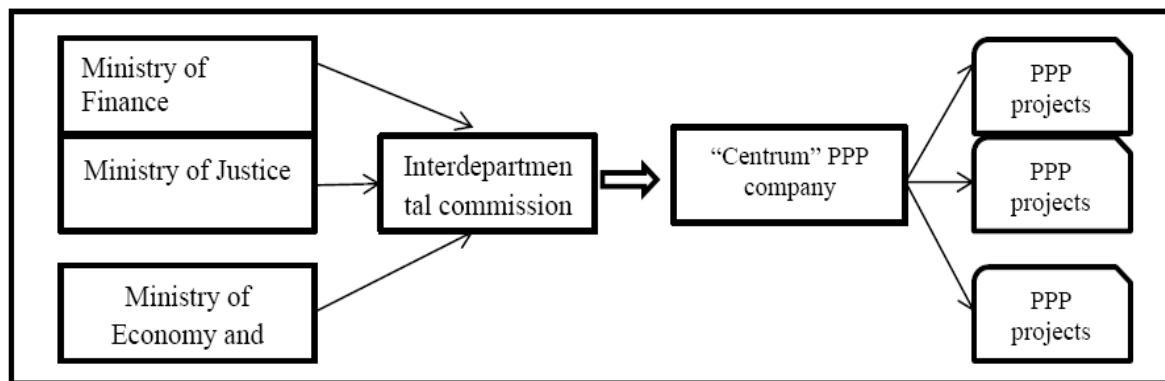 Ministry of
Finance
Ministry of Justice
Ministry of
Economy and
Interdepartmen
tal commission
“Centrum” PPP
company
PPP
projects
PPP
projects
PPP
projects